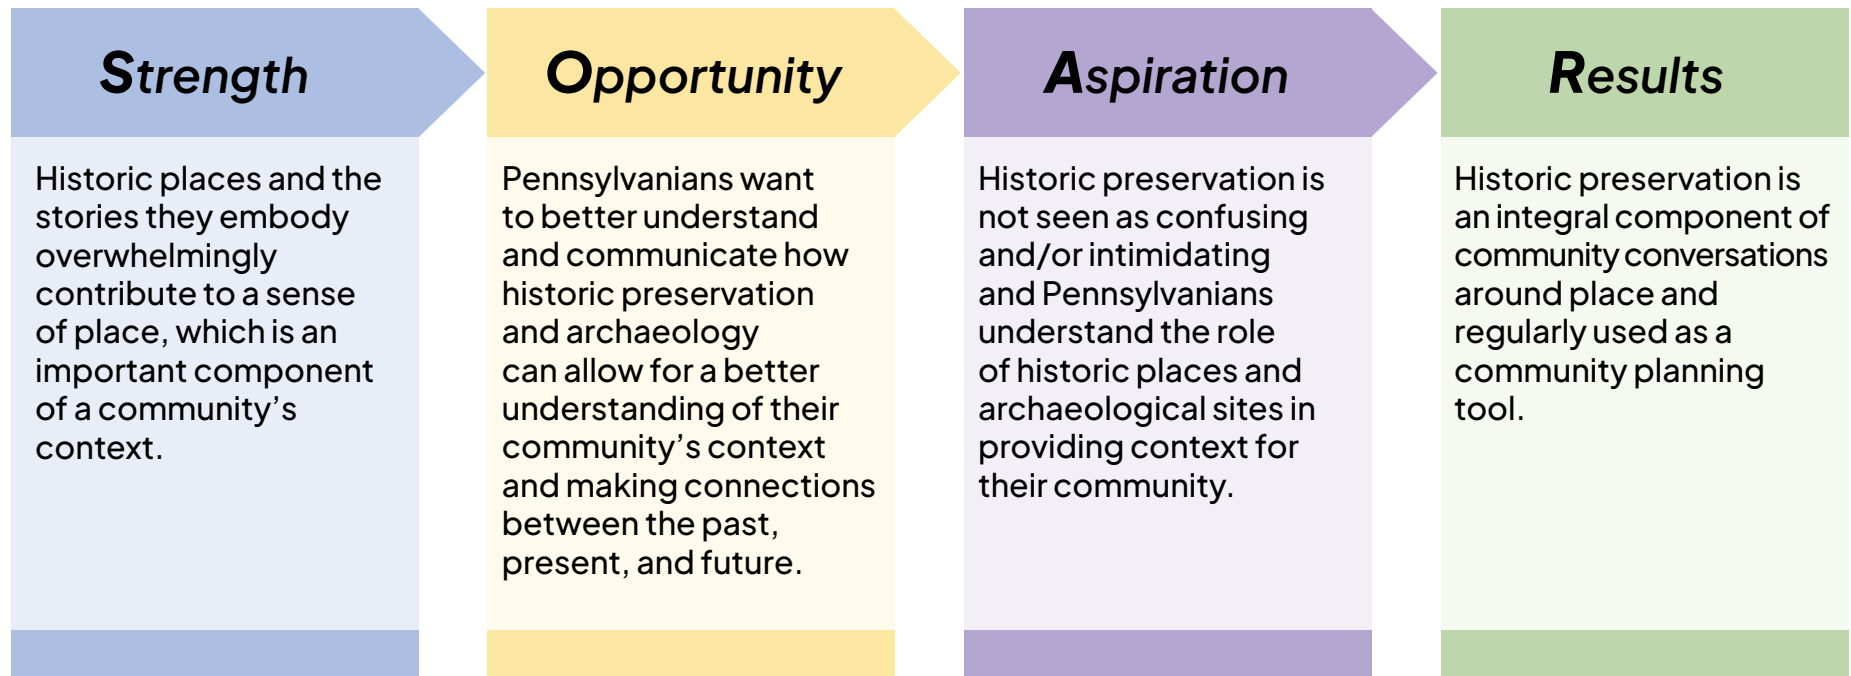 Strength
Historic places and the
stories they embody
overwhelmingly
contribute to a sense
of place, which is an
important component
of a community’s
context.
Opportunity
Pennsylvanians want
to better understand
and communicate how
historic preservation
and archaeology
can allow for a better
understanding of their
community’s context
and making connections
between the past,
present, and future.
Aspiration
Historic preservation is
not seen as confusing
and/or intimidating
and Pennsylvanians
understand the role
of historic places and
archaeological sites in
providing context for
their community.
Results
Historic preservation is
an integral component of
community conversations
around place and
regularly used as a
community planning
tool.